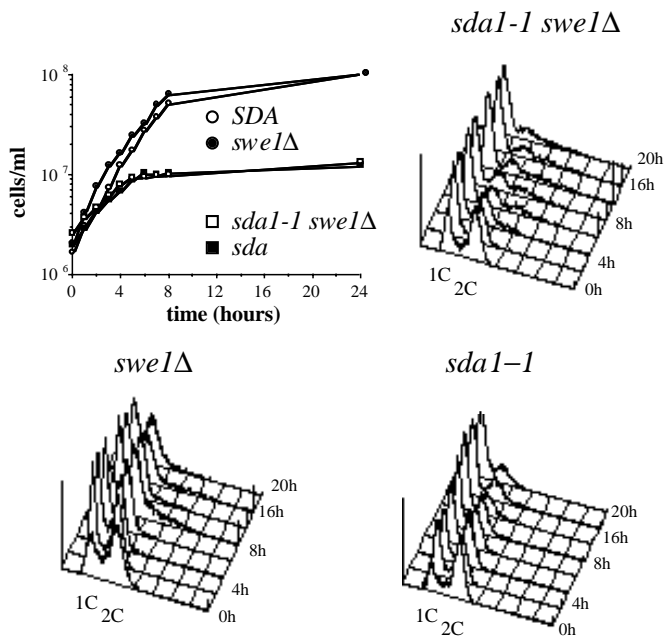 sda1-1 swe1Δ
10⁸
10⁷
10⁶
cells/ml
SDA
swe1Δ
sda1-1 swe1Δ
sda
0 4 8 12 16 20 24
time (hours)
20h
16h
8h
4h
0h
1C
2C
swe1Δ
20h
16h
8h
4h
0h
1C
2C
sda1–1
20h
16h
8h
4h
0h
1C
2C